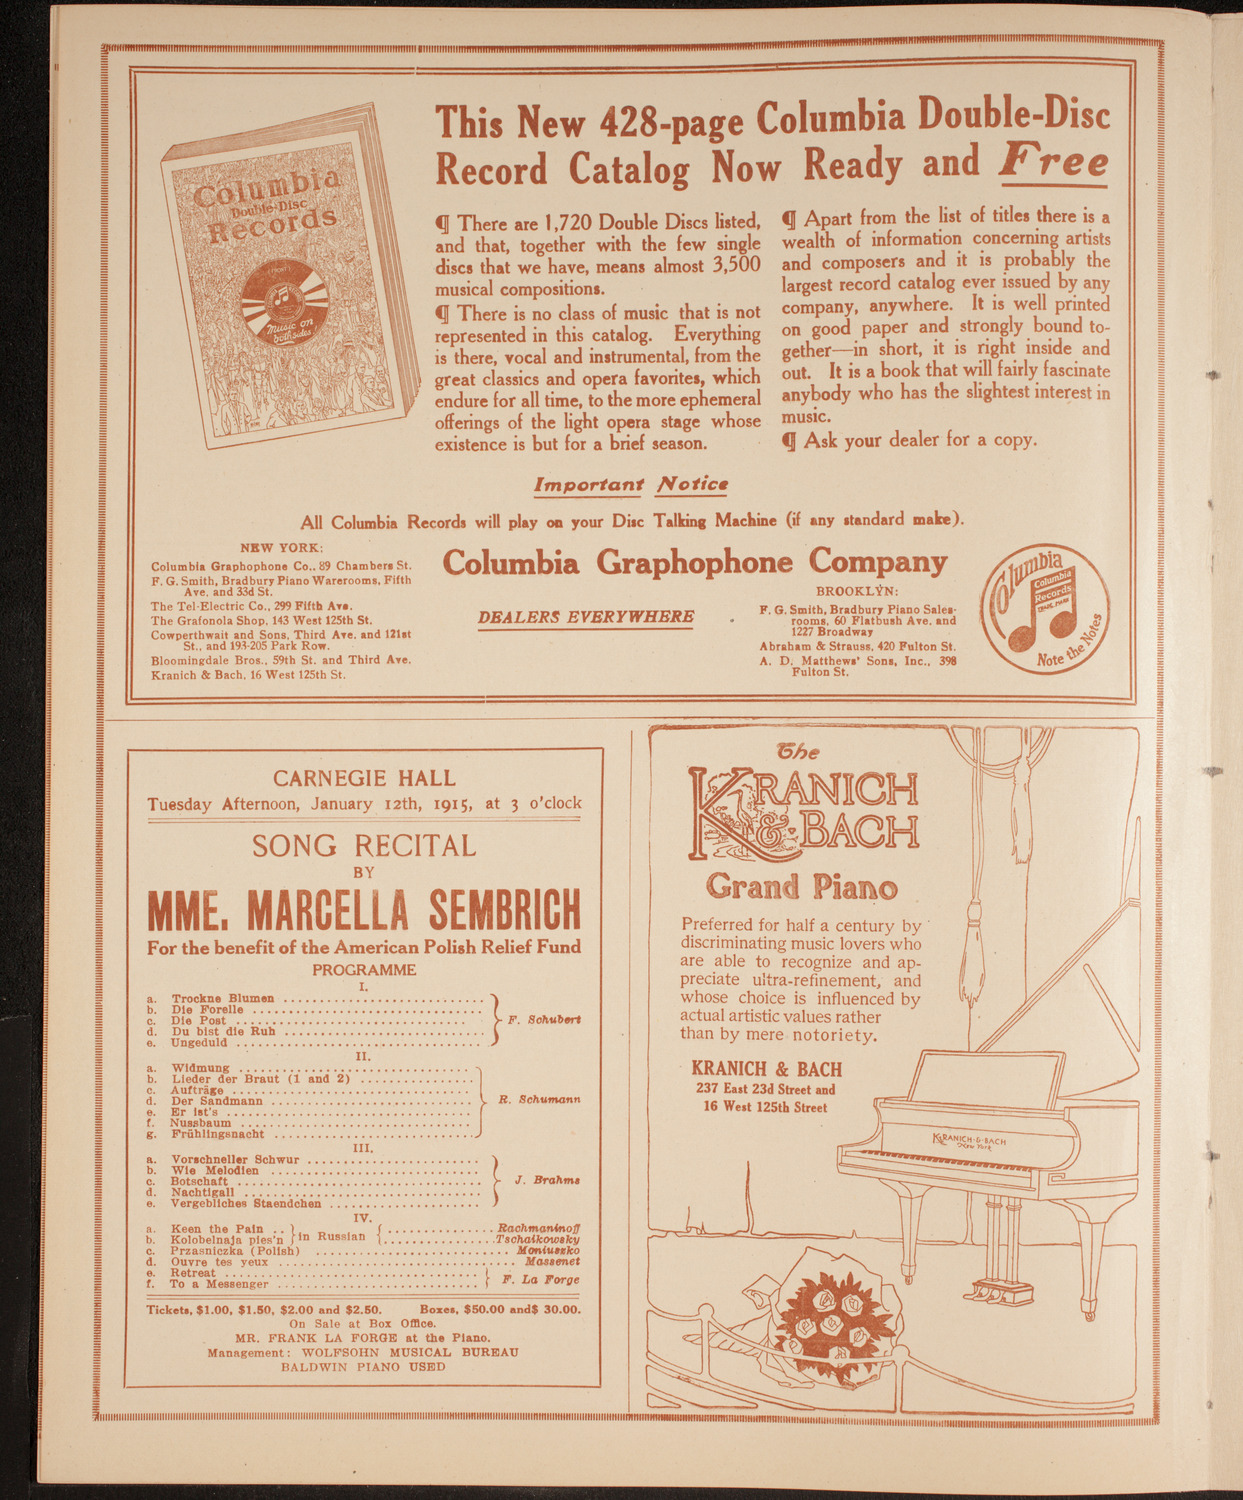 Columbia
Double-Disc
Records
Music on
both sides
This New 428-page Columbia Double-Disc
Record Catalog Now Ready and Free
¶ There are 1,720 Double Discs listed,
and that, together with the few single
discs that we have, means almost 3,500
musical compositions.
¶ There is no class of music that is not
represented in this catalog. Everything
is there, vocal and instrumental, from the
great classics and opera favorites, which
endure for all time, to the more ephemeral
offerings of the light opera stage whose
existence is but for a brief season.
¶ Apart from the list of titles there is a
wealth of information concerning artists
and composers and it is probably the
largest record catalog ever issued by any
company, anywhere. It is well printed
on good paper and strongly bound to-
gether—in short, it is right inside and
out. It is a book that will fairly fascinate
anybody who has the slightest interest in
music.
¶ Ask your dealer for a copy.
Important Notice
All Columbia Records will play on your Disc Talking Machine (if any standard make).
NEW YORK:
Columbia Graphophone Co., 89 Chambers St.
F. G. Smith, Bradbury Piano Warerooms, Fifth
Ave. and 33d St.
The Tel-Electric Co., 299 Fifth Ave.
The Grafonola Shop, 143 West 125th St.
Cowperthwait and Sons, Third Ave. and 121st
St., and 193-205 Park Row.
Bloomingdale Bros., 59th St. and Third Ave.
Kranich & Bach, 16 West 125th St.
Columbia Graphophone Company
DEALERS EVERYWHERE
BROOKLYN:
F. G. Smith, Bradbury Piano Sales-
rooms, 60 Flatbush Ave. and
1227 Broadway
Abraham & Strauss, 420 Fulton St.
A. D. Matthews' Sons, Inc., 398
Fulton St.
Columbia
Columbia
Records
TRADE MARK
Note the Notes
CARNEGIE HALL
Tuesday Afternoon, January 12th, 1915, at 3 o'clock
SONG RECITAL
BY
MME. MARCELLA SEMBRICH
For the benefit of the American Polish Relief Fund
PROGRAMME
I.
a. Trockne Blumen
b. Die Forelle
c. Die Post
d. Du bist die Ruh
e. Ungeduld
F. Schubert
II.
a. Widmung
b. Lieder der Braut (1 and 2)
c. Aufträge
d. Der Sandmann
e. Er ist's
f. Nussbaum
g. Frühlingsnacht
R. Schumann
III.
a. Vorschneller Schwur
b. Wie Melodien
c. Botschaft
d. Nachtigall
e. Vergebliches Staendchen
J. Brahms
IV.
a. Keen the Pain .. } in Russian { Rachmaninoff
b. Kolobelnaja pies'n } in Russian { Tschaikowsky
c. Przasniczka (Polish) Moniuszko
d. Ouvre tes yeux Massenet
e. Retreat
f. To a Messenger
F. La Forge
Tickets, $1.00, $1.50, $2.00 and $2.50. Boxes, $50.00 and$ 30.00.
On Sale at Box Office.
MR. FRANK LA FORGE at the Piano.
Management: WOLFSOHN MUSICAL BUREAU
BALDWIN PIANO USED
The
KRANICH
& BACH
Grand Piano
Preferred for half a century by
discriminating music lovers who
are able to recognize and ap-
preciate ultra-refinement, and
whose choice is influenced by
actual artistic values rather
than by mere notoriety.
KRANICH & BACH
237 East 23d Street and
16 West 125th Street
KRANICH & BACH
New York